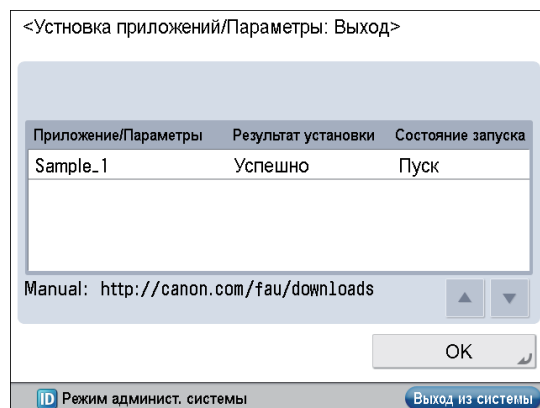 <Устновка приложений/Параметры: Выход>
Приложение/Параметры Результат установки Состояние запуска
Sample_1 Успешно Пуск
Manual: http://canon.com/fau/downloads
OK
ID Режим админист. системы Выход из системы